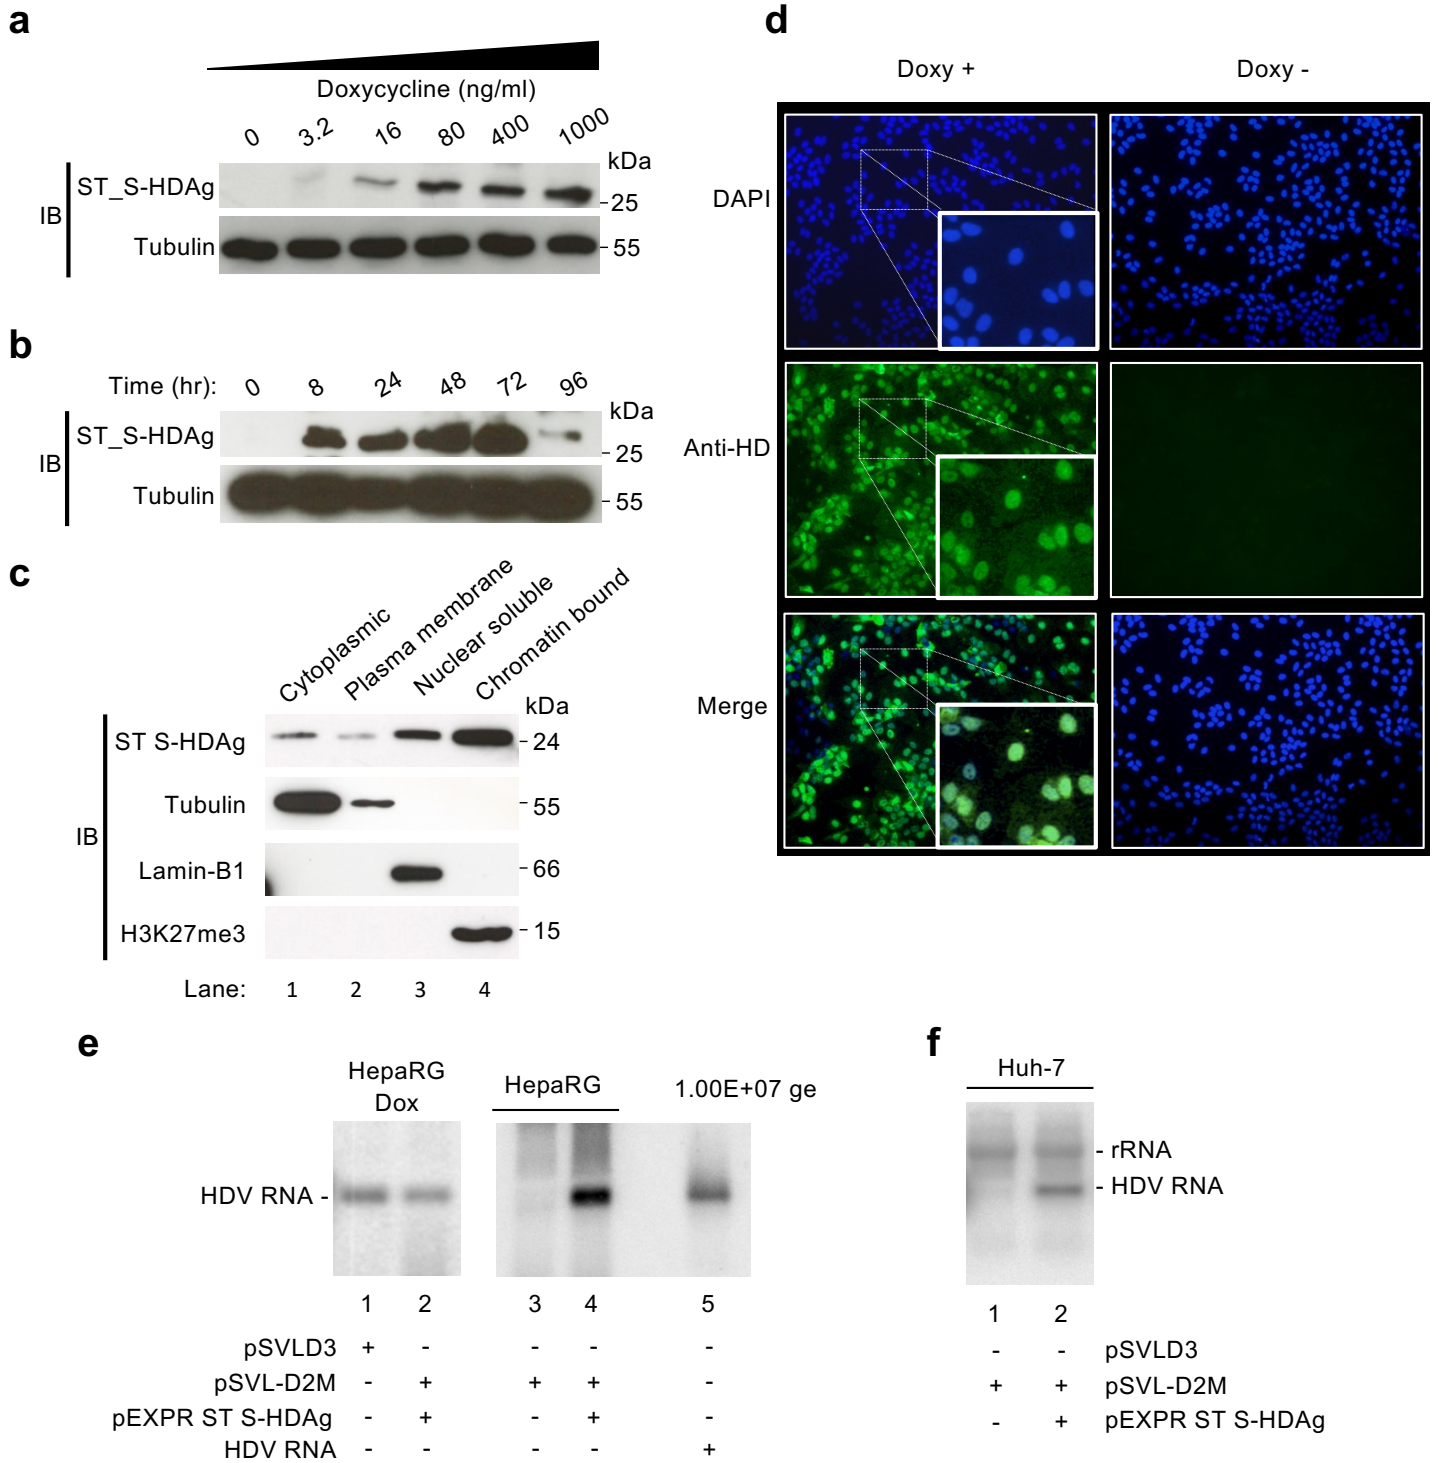 a
Doxycycline (ng/ml)
0 3.2 16 80 400 1000
kDa
IB
ST_S-HDAg
25
Tubulin
55
b
Time (hr): 0 8 24 48 72 96
kDa
IB
ST_S-HDAg
25
Tubulin
55
c
Cytoplasmic
Plasma membrane
Nuclear soluble
Chromatin bound
kDa
IB
ST S-HDAg
24
Tubulin
55
Lamin-B1
66
H3K27me3
15
Lane: 1 2 3 4
d
Doxy + Doxy -
DAPI
Anti-HD
Merge
e
HepaRG
Dox
HepaRG
1.00E+07 ge
HDV RNA -
1 2 3 4 5
pSVLD3 + - - - -
pSVL-D2M - + + + -
pEXPR ST S-HDAg - + - + -
HDV RNA - - - - +
f
Huh-7
- rRNA
- HDV RNA
1 2
- - pSVLD3
+ + pSVL-D2M
- + pEXPR ST S-HDAg